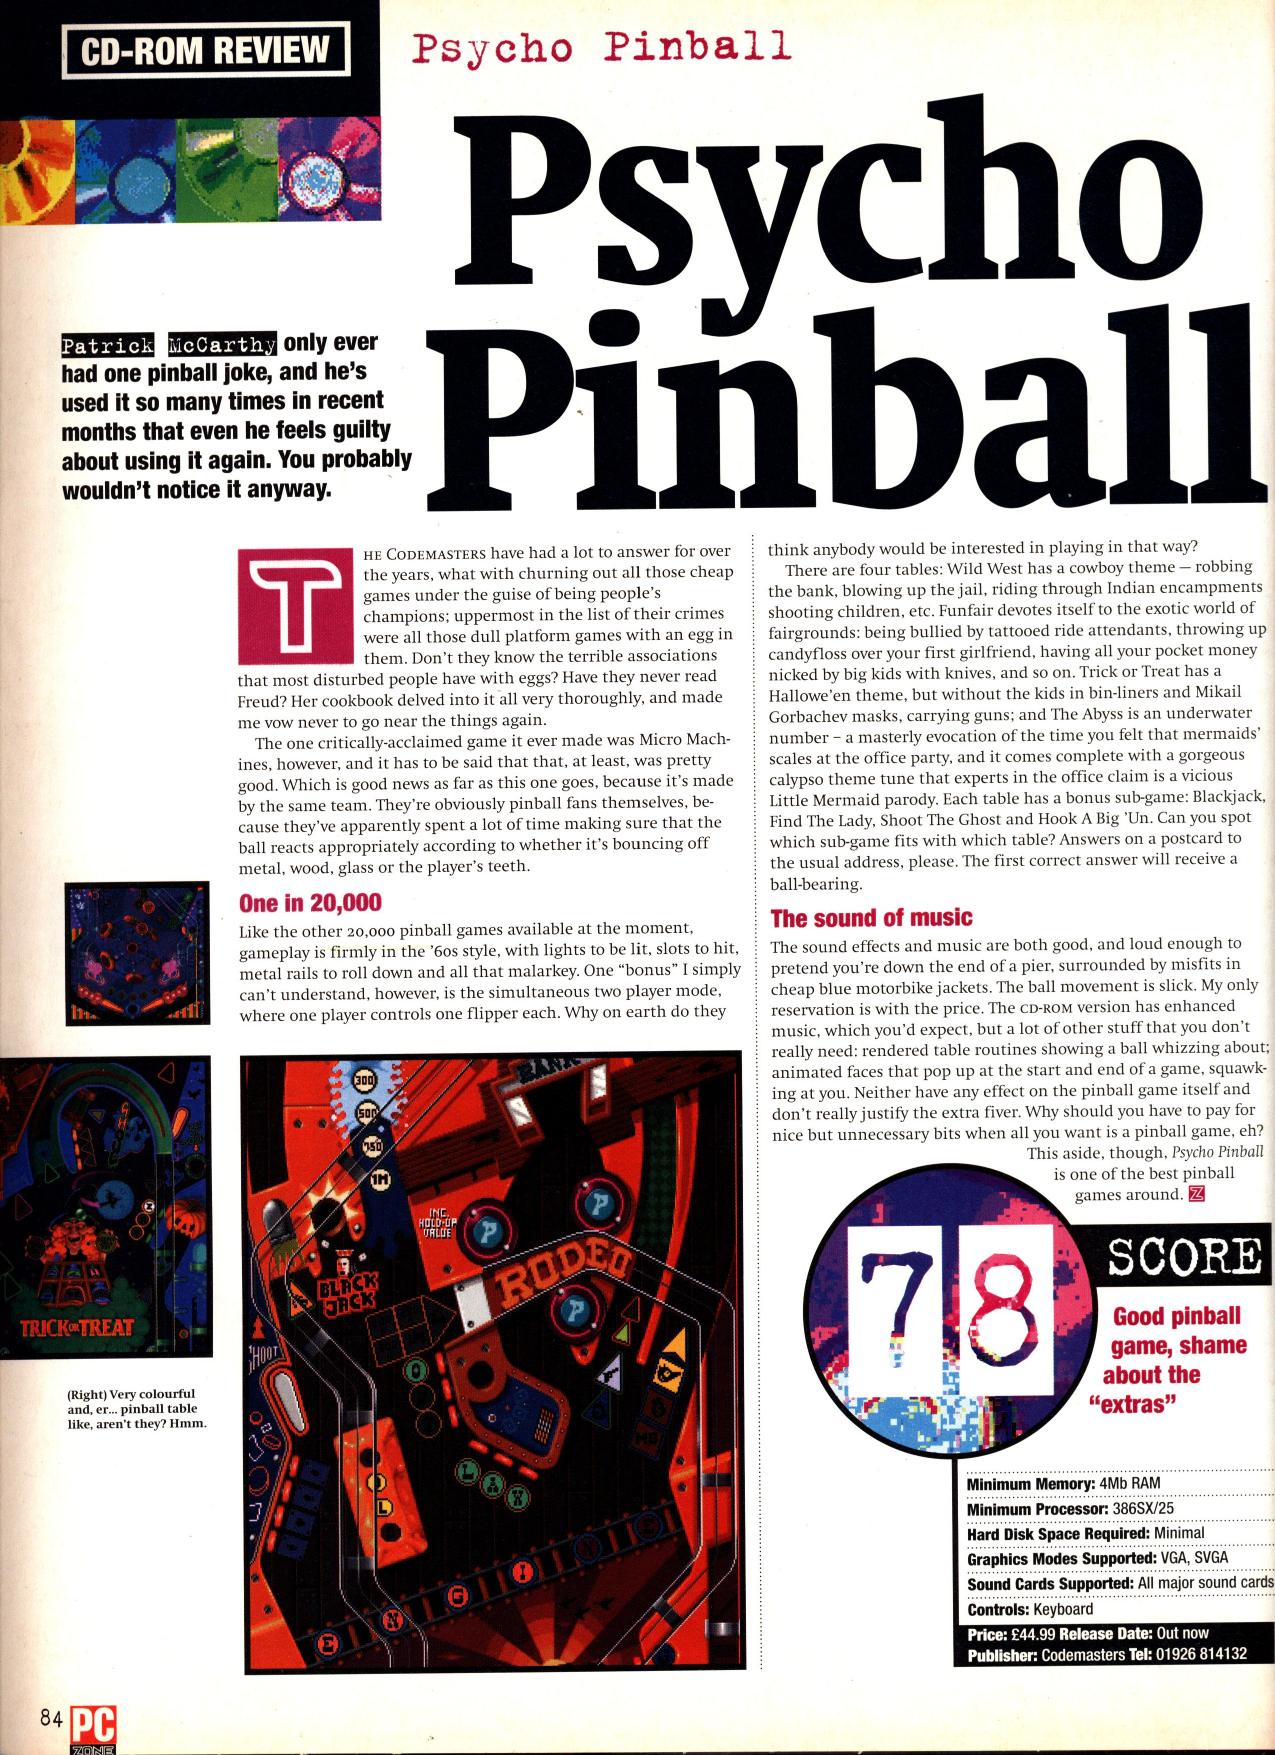 CD-ROM REVIEW
Psycho Pinball
Psycho
Pinball
Patrick McCarthy only ever
had one pinball joke, and he's
used it so many times in recent
months that even he feels guilty
about using it again. You probably
wouldn't notice it anyway.
THE CODEMASTERS have had a lot to answer for over
the years, what with churning out all those cheap
games under the guise of being people's
champions; uppermost in the list of their crimes
were all those dull platform games with an egg in
them. Don't they know the terrible associations
that most disturbed people have with eggs? Have they never read
Freud? Her cookbook delved into it all very thoroughly, and made
me vow never to go near the things again.
The one critically-acclaimed game it ever made was Micro Mach-
ines, however, and it has to be said that that, at least, was pretty
good. Which is good news as far as this one goes, because it's made
by the same team. They're obviously pinball fans themselves, be-
cause they've apparently spent a lot of time making sure that the
ball reacts appropriately according to whether it's bouncing off
metal, wood, glass or the player's teeth.
One in 20,000
Like the other 20,000 pinball games available at the moment,
gameplay is firmly in the '60s style, with lights to be lit, slots to hit,
metal rails to roll down and all that malarkey. One "bonus" I simply
can't understand, however, is the simultaneous two player mode,
where one player controls one flipper each. Why on earth do they
think anybody would be interested in playing in that way?
There are four tables: Wild West has a cowboy theme – robbing
the bank, blowing up the jail, riding through Indian encampments
shooting children, etc. Funfair devotes itself to the exotic world of
fairgrounds: being bullied by tattooed ride attendants, throwing up
candyfloss over your first girlfriend, having all your pocket money
nicked by big kids with knives, and so on. Trick or Treat has a
Hallowe'en theme, but without the kids in bin-liners and Mikail
Gorbachev masks, carrying guns; and The Abyss is an underwater
number – a masterly evocation of the time you felt that mermaids'
scales at the office party, and it comes complete with a gorgeous
calypso theme tune that experts in the office claim is a vicious
Little Mermaid parody. Each table has a bonus sub-game: Blackjack,
Find The Lady, Shoot The Ghost and Hook A Big 'Un. Can you spot
which sub-game fits with which table? Answers on a postcard to
the usual address, please. The first correct answer will receive a
ball-bearing.
The sound of music
The sound effects and music are both good, and loud enough to
pretend you're down the end of a pier, surrounded by misfits in
cheap blue motorbike jackets. The ball movement is slick. My only
reservation is with the price. The CD-ROM version has enhanced
music, which you'd expect, but a lot of other stuff that you don't
really need: rendered table routines showing a ball whizzing about;
animated faces that pop up at the start and end of a game, squawk-
ing at you. Neither have any effect on the pinball game itself and
don't really justify the extra fiver. Why should you have to pay for
nice but unnecessary bits when all you want is a pinball game, eh?
This aside, though, Psycho Pinball
is one of the best pinball
games around. Z
TRICK OR TREAT
(Right) Very colourful
and, er... pinball table
like, aren't they? Hmm.
BANK
300
500
750
1M
INC.
HOLD-UP
VALUE
P
P
P
RODEO
BLACK
JACK
HOOT
O
L
L
A
X
E
N
G
I
N
E
78
SCORE
Good pinball
game, shame
about the
"extras"
Minimum Memory: 4Mb RAM
Minimum Processor: 386SX/25
Hard Disk Space Required: Minimal
Graphics Modes Supported: VGA, SVGA
Sound Cards Supported: All major sound cards
Controls: Keyboard
Price: £44.99 Release Date: Out now
Publisher: Codemasters Tel: 01926 814132
84 PC
ZONE